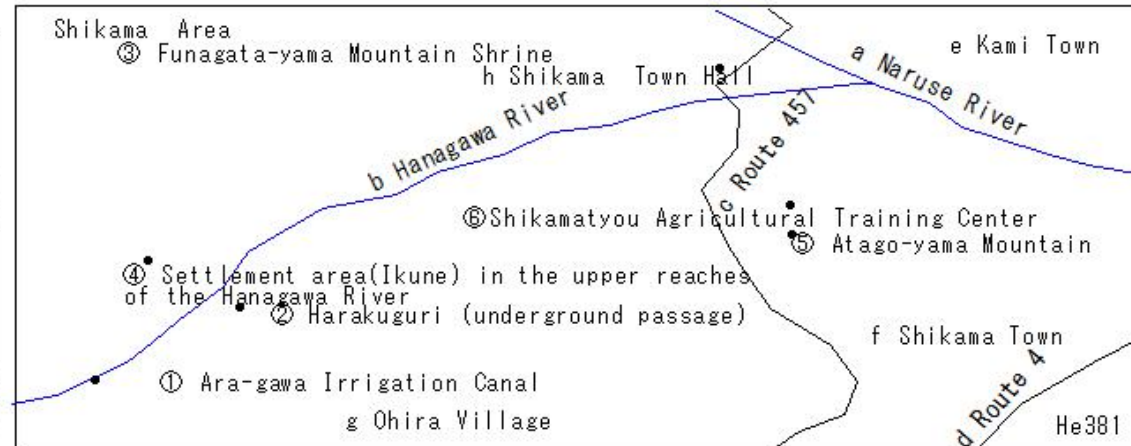 Shikama Area
③ Funagata-yama Mountain Shrine
h Shikama Town Hall
e Kami Town
a Naruse River
b Hanagawa River
c Route 457
⑥Shikamatyou Agricultural Training Center
⑤ Atago-yama Mountain
④ Settlement area(Ikune) in the upper reaches
of the Hanagawa River
② Harakuguri (underground passage)
f Shikama Town
① Ara-gawa Irrigation Canal
g Ohira Village
d Route 4
He381